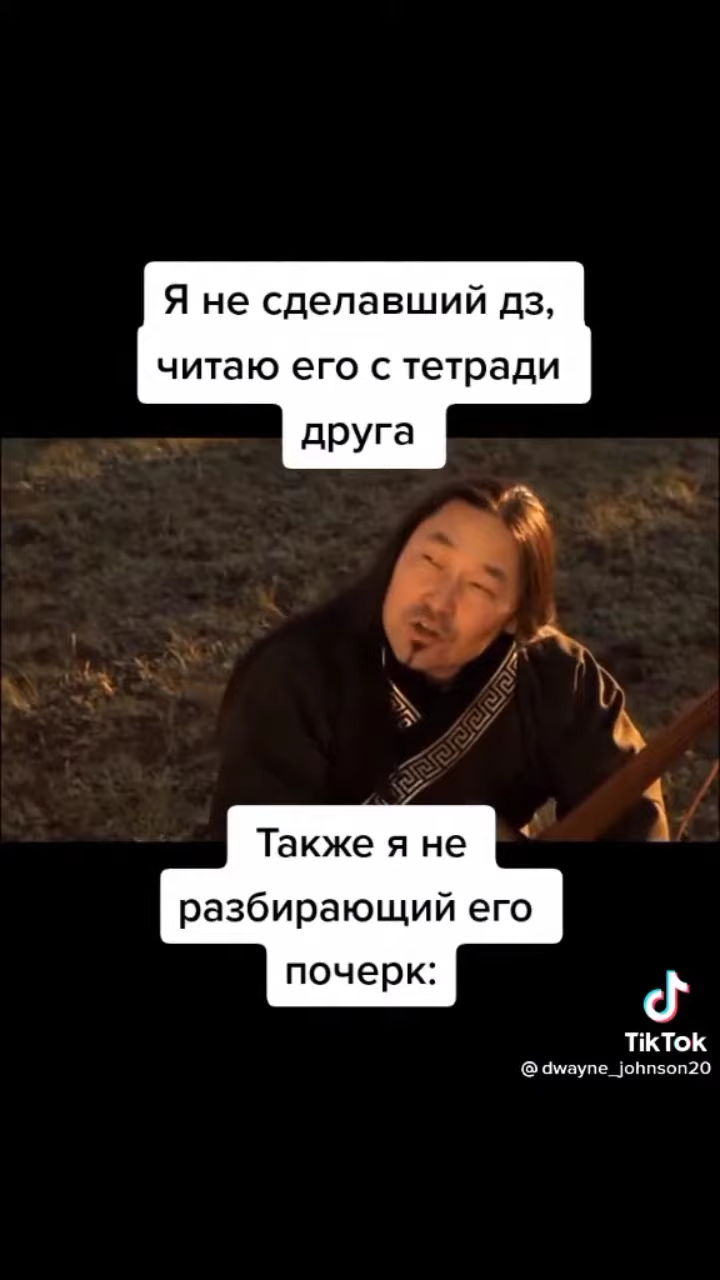 Я не сделавший дз,
читаю его с тетради
друга
Также я не
разбирающий его
почерк:
TikTok
@dwayne_johnson20